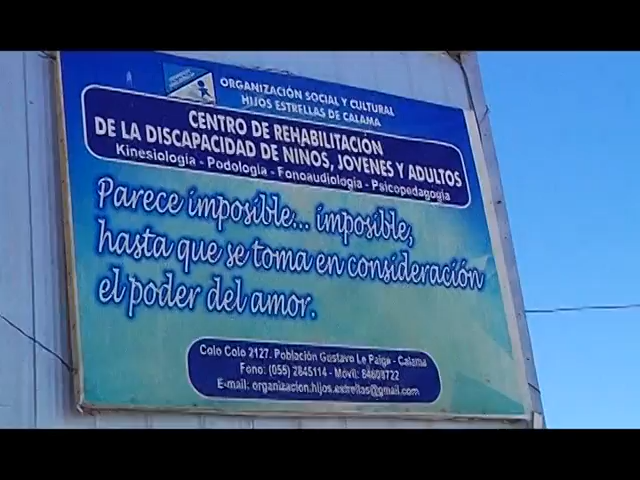 ORGANIZACIÓN SOCIAL Y CULTURAL
HIJOS ESTRELLAS DE CALAMA
CENTRO DE REHABILITACIÓN
DE LA DISCAPACIDAD DE NIÑOS, JOVENES Y ADULTOS
Kinesiología - Podología - Fonoaudiología - Psicopedagogía
Parece imposible... imposible,
hasta que se toma en consideración
el poder del amor.
Colo Colo 2127. Población Gustavo Le Paige - Calama
Fono: (055) 2845114 - Movil: 84608722
E-mail: organizacion.hijos.estrellas@gmail.com